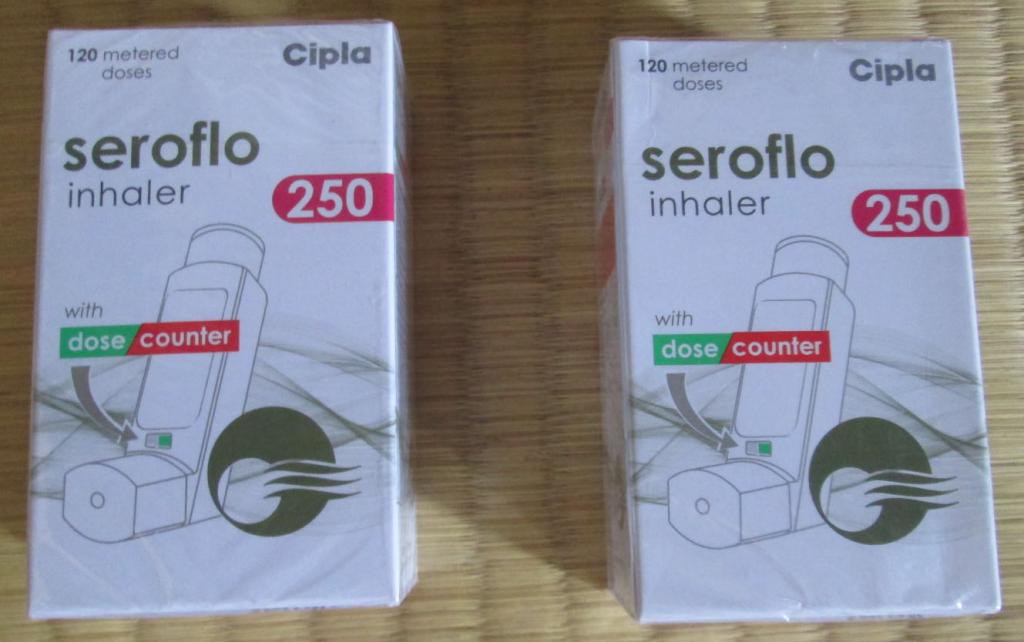 120 metered
doses
Cipla
seroflo
inhaler
250
with
dose counter
120 metered
doses
Cipla
seroflo
inhaler
250
with
dose counter